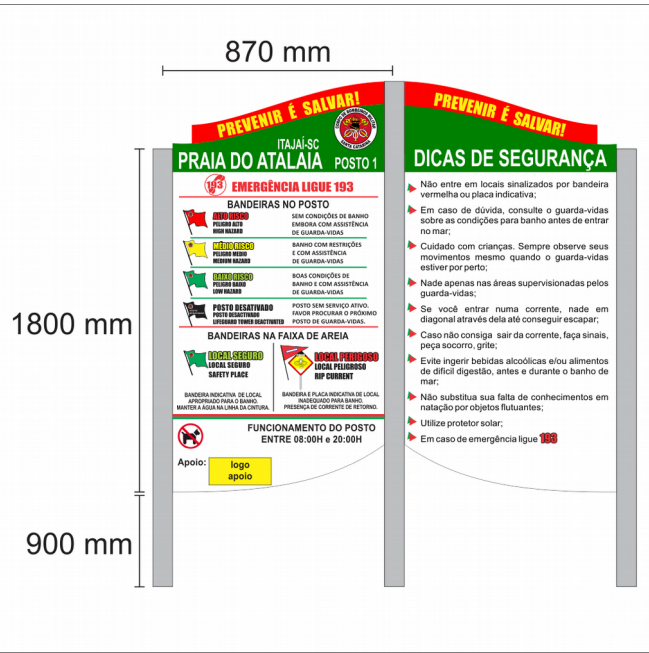 870 mm
PREVENIR É SALVAR!
ITAJAÍ-SC
PRAIA DO ATALAIA POSTO 1
193 EMERGÊNCIA LIGUE 193
BANDEIRAS NO POSTO
ALTO RISCO
PELIGRO ALTO
HIGH HAZARD
SEM CONDIÇÕES DE BANHO
EMBORA COM ASSISTÊNCIA
DE GUARDA-VIDAS
MÉDIO RISCO
PELIGRO MEDIO
MEDIUM HAZARD
BANHO COM RESTRIÇÕES
E COM ASSISTÊNCIA
DE GUARDA-VIDAS
BAIXO RISCO
PELIGRO BAIXO
LOW HAZARD
BOAS CONDIÇÕES DE
BANHO E COM ASSISTÊNCIA
DE GUARDA-VIDAS
POSTO DESATIVADO
POSTO DESACTIVADO
LIFEGUARD TOWER DEACTIVATED
POSTO SEM SERVIÇO ATIVO.
FAVOR PROCURAR O PRÓXIMO
POSTO DE GUARDA-VIDAS.
BANDEIRAS NA FAIXA DE AREIA
LOCAL SEGURO
LOCAL SEGURO
SAFETY PLACE
BANDEIRA INDICATIVA DE LOCAL
APROPRIADO PARA O BANHO.
MANTER A ÁGUA NA LINHA DA CINTURA.
LOCAL PERIGOSO
LOCAL PELIGROSO
RIP CURRENT
BANDEIRA E PLACA INDICATIVA DE LOCAL
INADEQUADO PARA BANHO.
PRESENÇA DE CORRENTE DE RETORNO.
FUNCIONAMENTO DO POSTO
ENTRE 08:00H e 20:00H
Apoio:
logo
apoio
PREVENIR É SALVAR!
DICAS DE SEGURANÇA
Não entre em locais sinalizados por bandeira
vermelha ou placa indicativa;
Em caso de dúvida, consulte o guarda-vidas
sobre as condições para banho antes de entrar
no mar;
Cuidado com crianças. Sempre observe seus
movimentos mesmo quando o guarda-vidas
estiver por perto;
Nade apenas nas áreas supervisionadas pelos
guarda-vidas;
Se você entrar numa corrente, nade em
diagonal através dela até conseguir escapar;
Caso não consiga sair da corrente, faça sinais,
peça socorro, grite;
Evite ingerir bebidas alcoólicas e/ou alimentos
de difícil digestão, antes e durante o banho de
mar;
Não substitua sua falta de conhecimentos em
natação por objetos flutuantes;
Utilize protetor solar;
Em caso de emergência ligue 193
1800 mm
900 mm